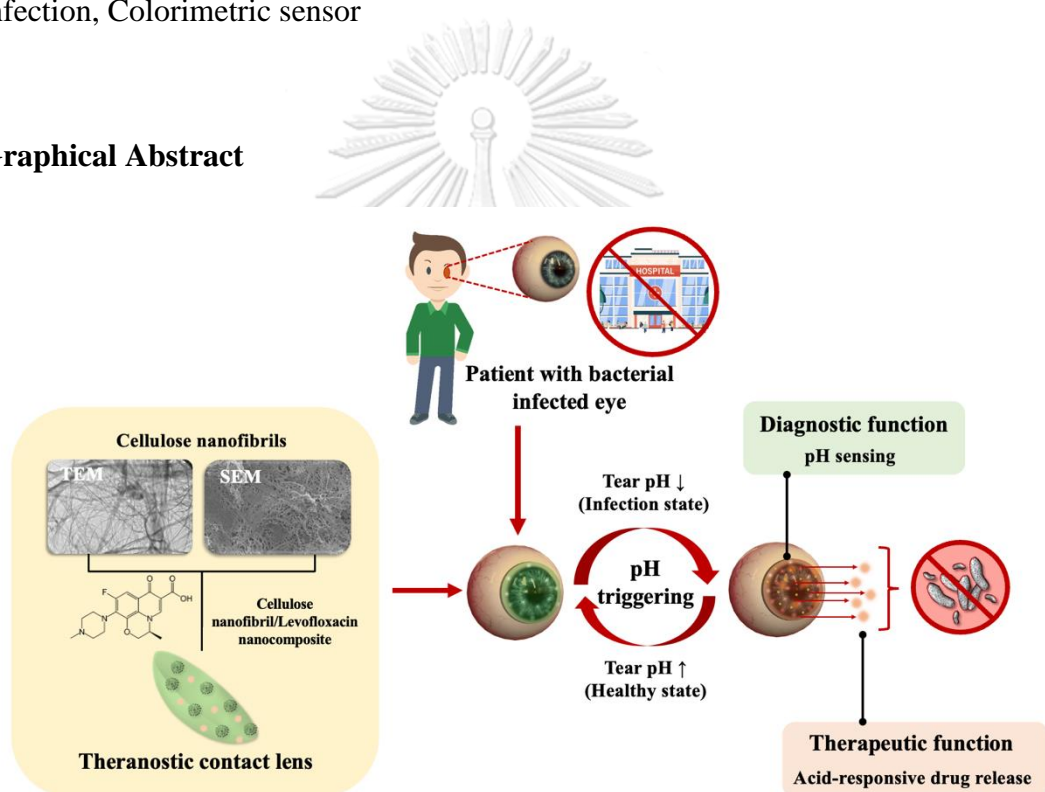 nfection, Colorimetric sensor
raphical Abstract
HOSPITAL
Patient with bacterial
infected eye
Cellulose nanofibrils
TEM
SEM
F
O
O
OH
N
N
N
O
Cellulose
nanofibril/Levofloxacin
nanocomposite
Theranostic contact lens
Tear pH ↓
(Infection state)
pH
triggering
Tear pH ↑
(Healthy state)
Diagnostic function
pH sensing
Therapeutic function
Acid-responsive drug release